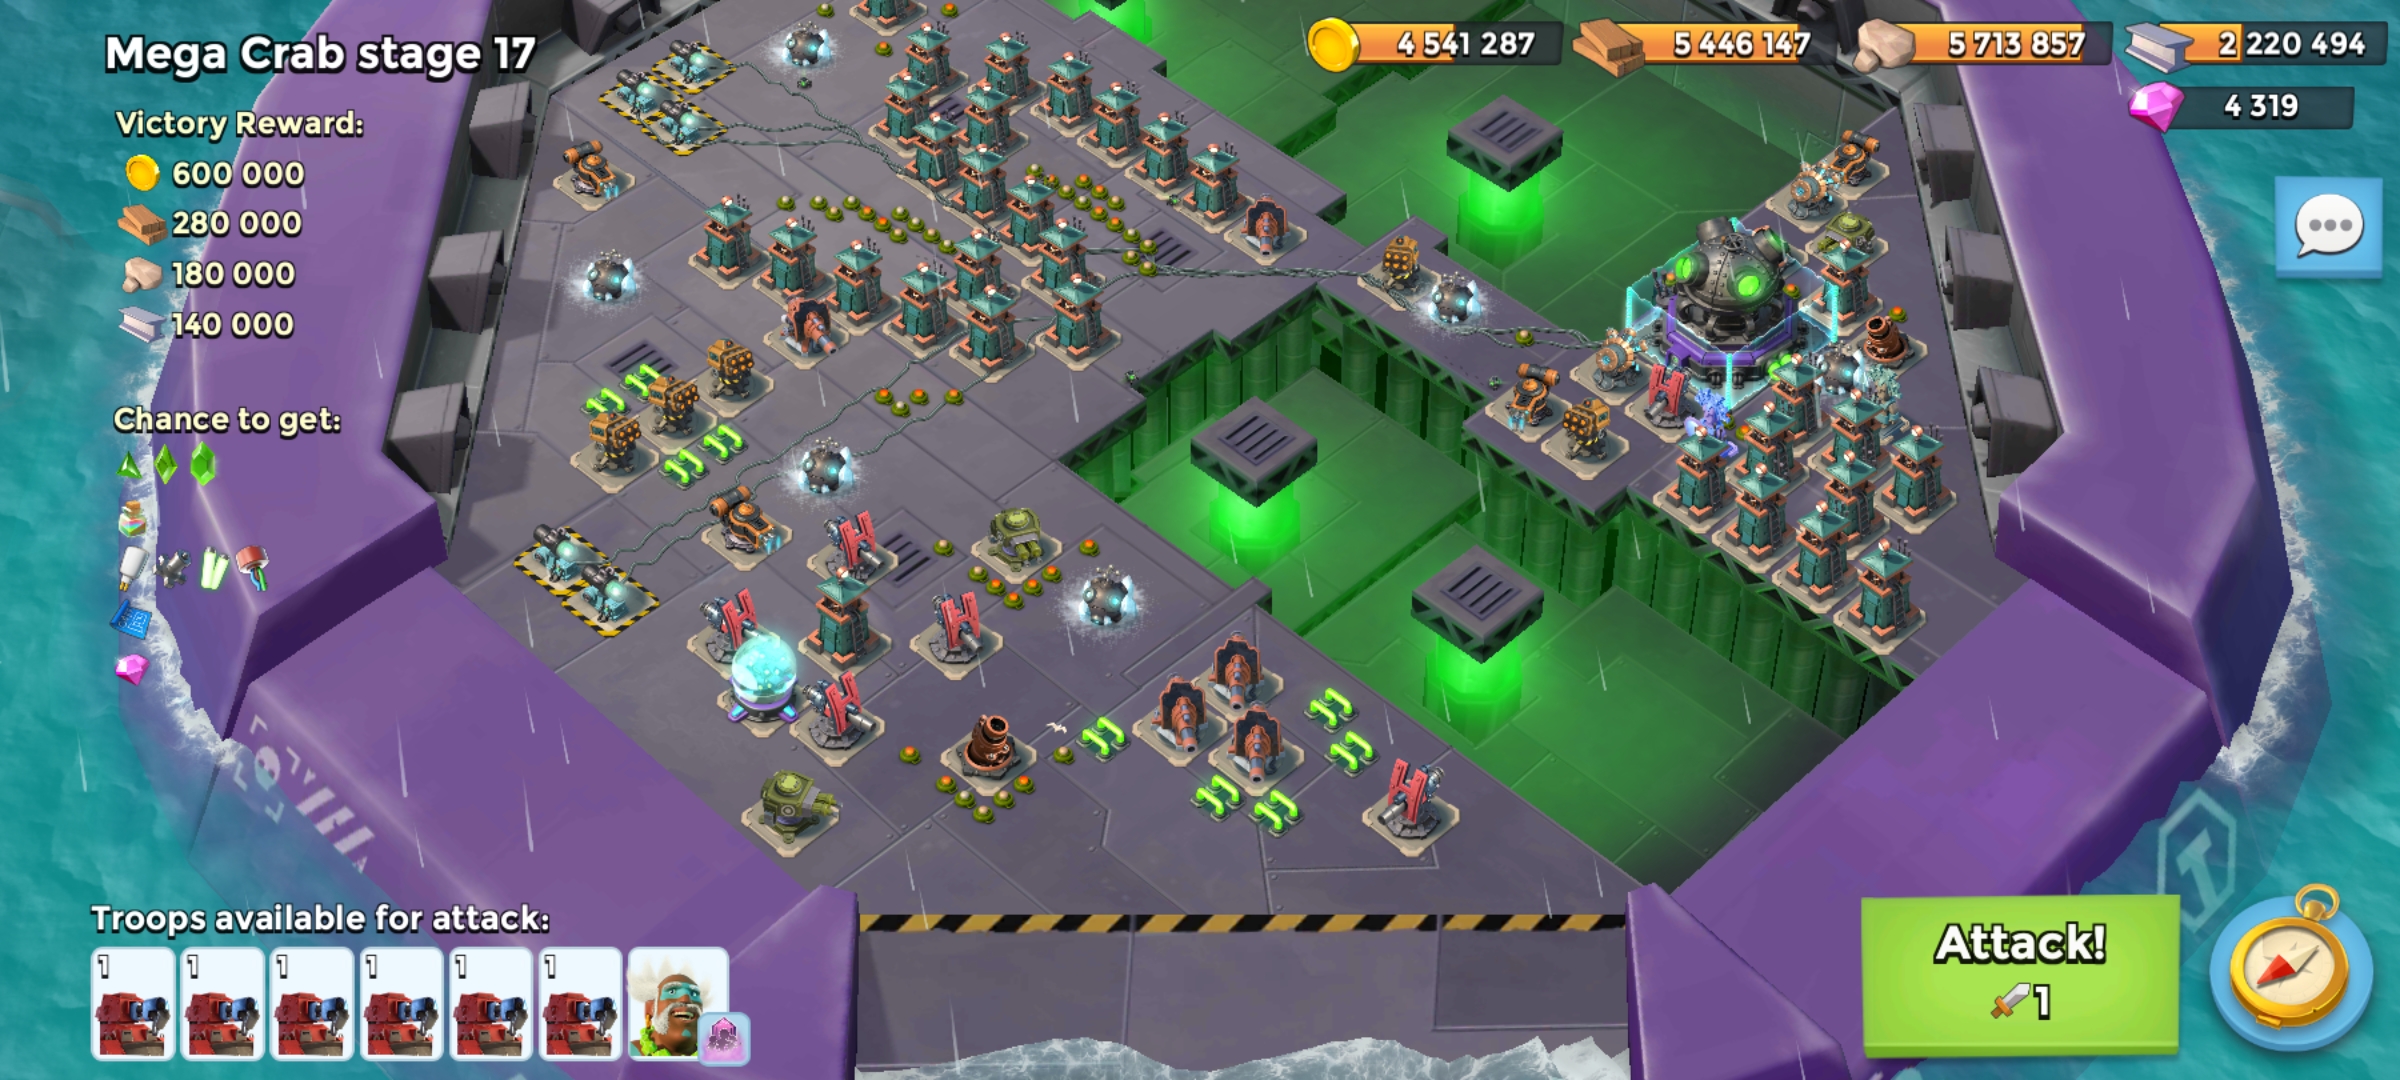 Mega Crab stage 17
4 541 287
5 446 147
5 713 857
2 220 494
4 319
Victory Reward:
600 000
280 000
180 000
140 000
Chance to get:
Troops available for attack:
1
1
1
1
1
1
Attack!
1